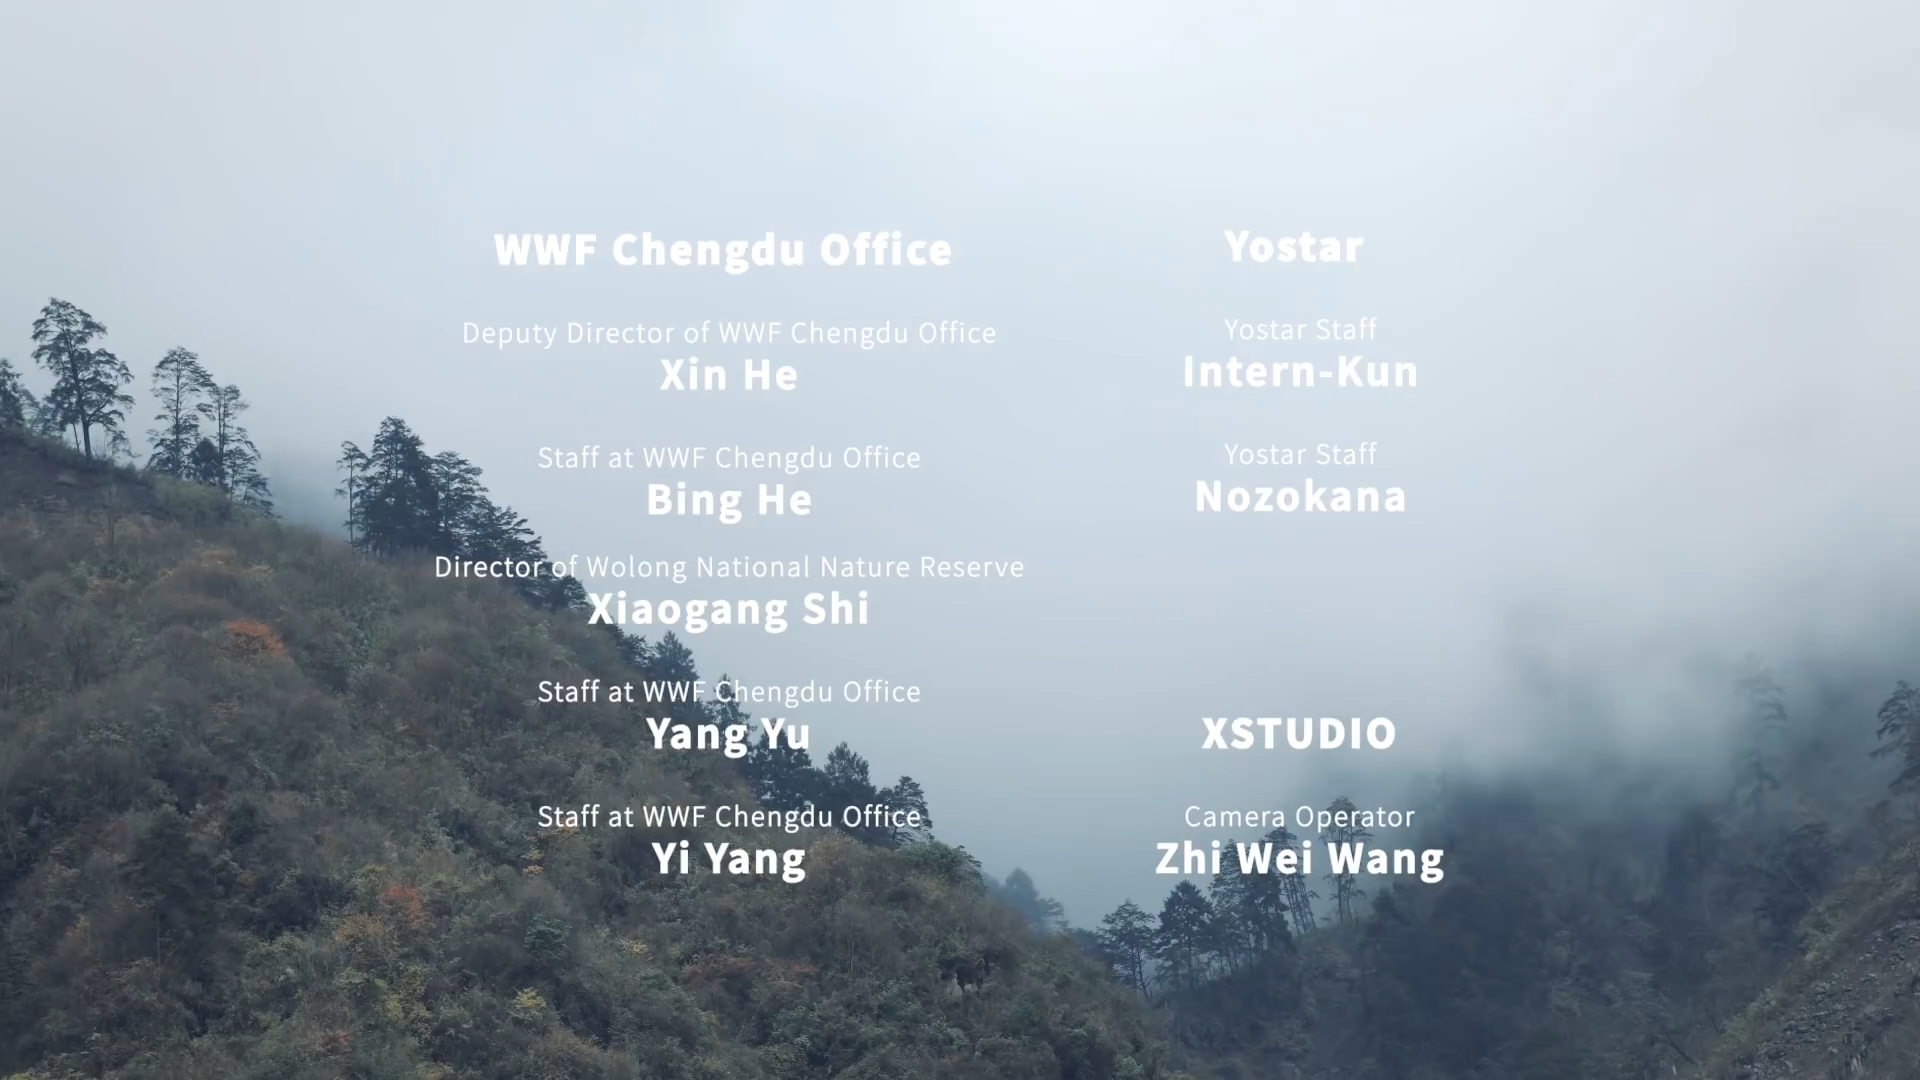 WWF Chengdu Office
Deputy Director of WWF Chengdu Office
Xin He
Staff at WWF Chengdu Office
Bing He
Director of Wolong National Nature Reserve
Xiaogang Shi
Staff at WWF Chengdu Office
Yang Yu
Staff at WWF Chengdu Office
Yi Yang
Yostar
Yostar Staff
Intern-Kun
Yostar Staff
Nozokana
XSTUDIO
Camera Operator
Zhi Wei Wang